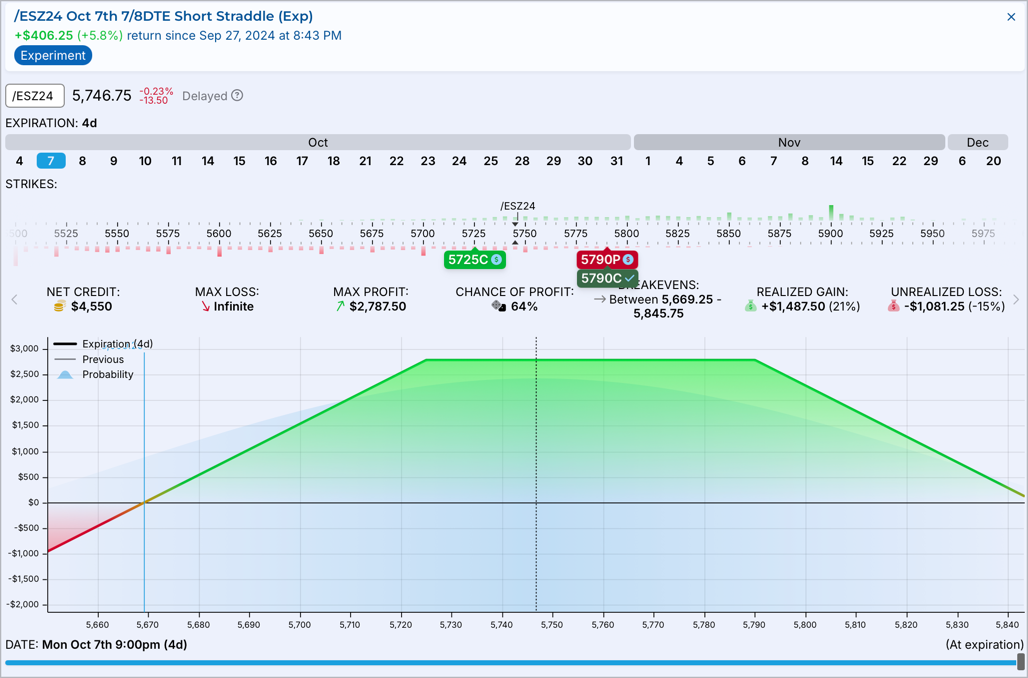 /ESZ24 Oct 7th 7/8DTE Short Straddle (Exp)
+$406.25 (+5.8%) return since Sep 27, 2024 at 8:43 PM
Experiment
/ESZ24 5,746.75 -0.23% -13.50 Delayed
EXPIRATION: 4d
Oct Nov Dec
4 7 8 9 10 11 14 15 16 17 18 21 22 23 24 25 28 29 30 31 1 4 5 6 7 8 14 15 22 29 6 20
STRIKES:
/ESZ24
500 5525 5550 5575 5600 5625 5650 5675 5700 5725 5750 5775 5800 5825 5850 5875 5900 5925 5950 5975
5725C $ 5790P $
5790C
NET CREDIT: MAX LOSS: MAX PROFIT: CHANCE OF PROFIT: BREAKEVENS: REALIZED GAIN: UNREALIZED LOSS:
$4,550 Infinite $2,787.50 64% Between 5,669.25 - +$1,487.50 (21%) -$1,081.25 (-15%)
5,845.75
Expiration (4d)
Previous
Probability
$3,000
$2,500
$2,000
$1,500
$1,000
$500
$0
-$500
-$1,000
-$1,500
-$2,000
5,660 5,670 5,680 5,690 5,700 5,710 5,720 5,730 5,740 5,750 5,760 5,770 5,780 5,790 5,800 5,810 5,820 5,830 5,840
DATE: Mon Oct 7th 9:00pm (4d) (At expiration)